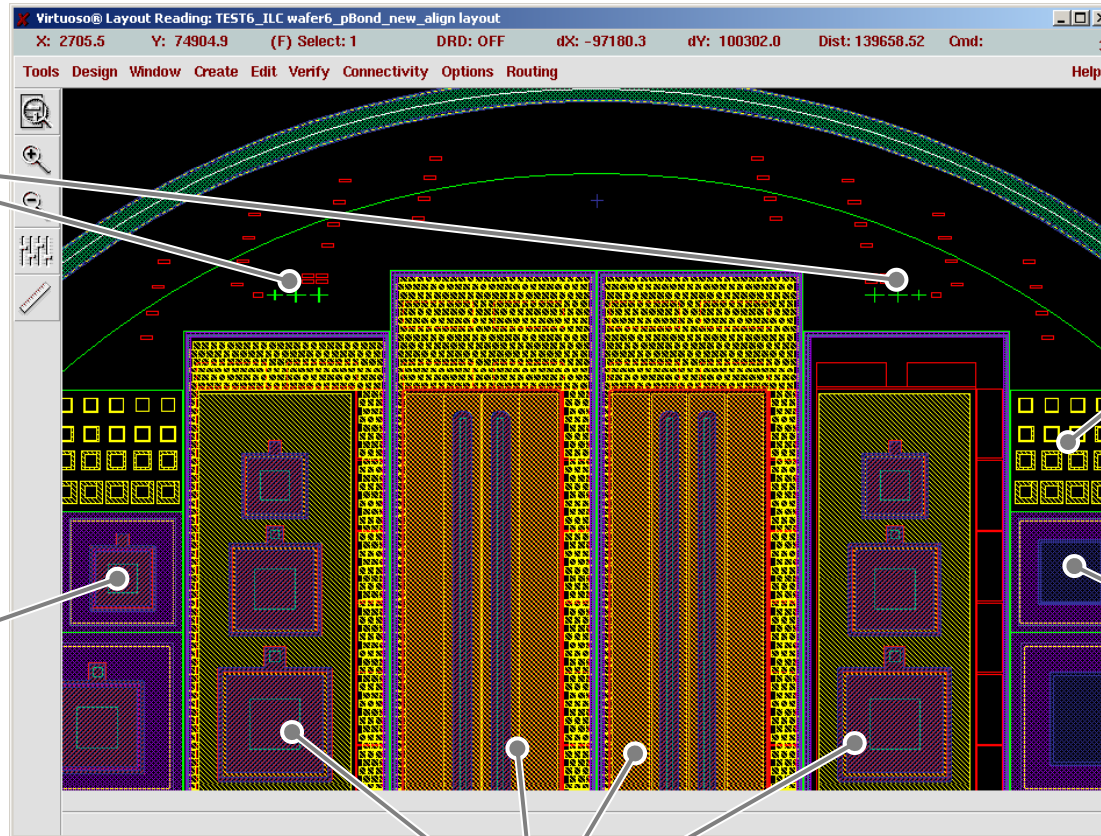 Virtuoso® Layout Reading: TEST6_ILC wafer6_pBond_new_align layout
X: 2705.5 Y: 74904.9 (F) Select: 1 DRD: OFF dX: -97180.3 dY: 100302.0 Dist: 139658.52 Cmd:
Tools Design Window Create Edit Verify Connectivity Options Routing Help